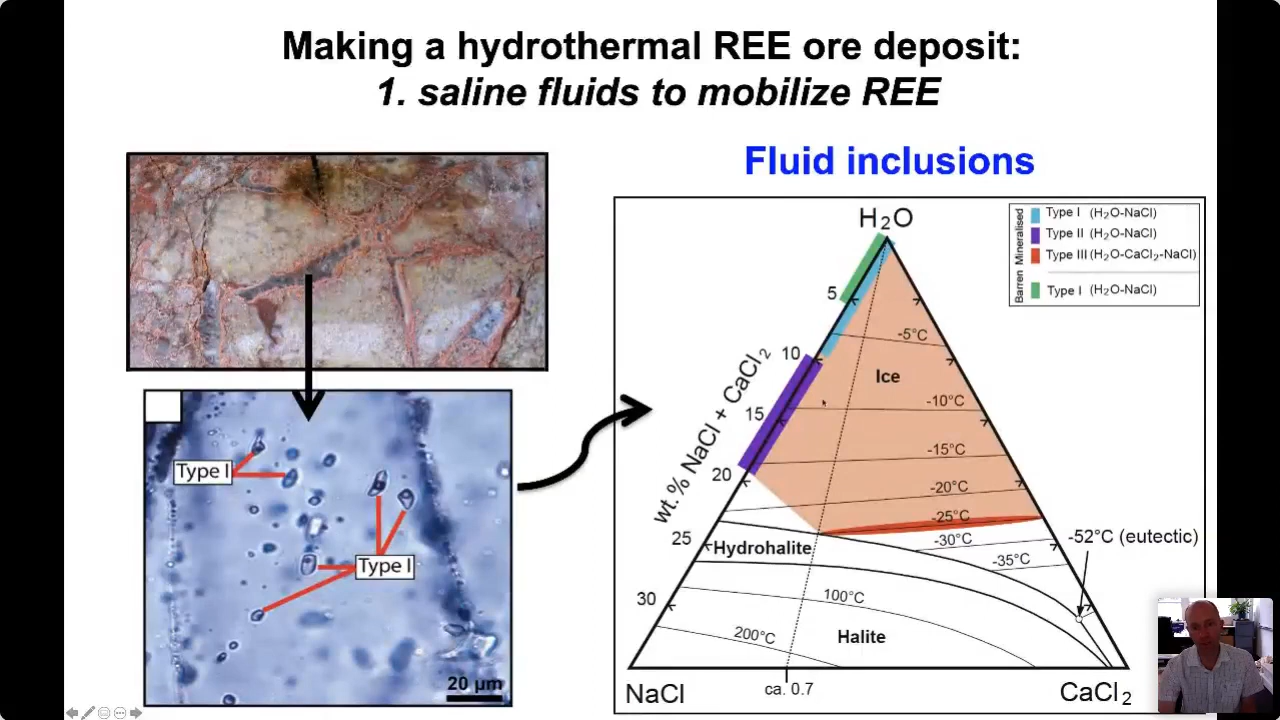 Making a hydrothermal REE ore deposit:
1. saline fluids to mobilize REE
Fluid inclusions
Type I
Type I
20 µm
H₂O
Mineralised
Barren
Type I (H₂O-NaCl)
Type II (H₂O-NaCl)
Type III (H₂O-CaCl₂-NaCl)
Type I (H₂O-NaCl)
wt.% NaCl + CaCl₂
5
10
15
20
25
30
-5°C
Ice
-10°C
-15°C
-20°C
-25°C
-30°C
-35°C
-52°C (eutectic)
Hydrohalite
100°C
200°C
Halite
NaCl
ca. 0.7
CaCl₂